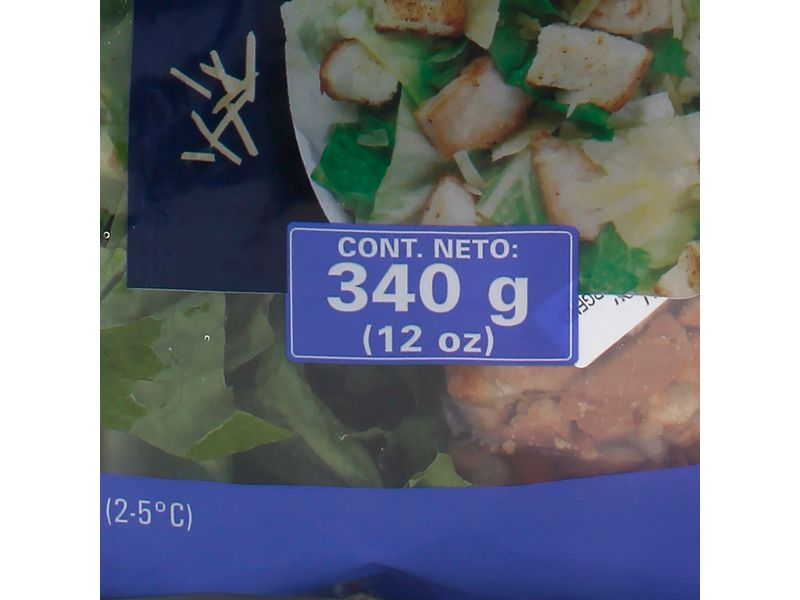 CONT. NETO:
340 g
(12 oz)
(2-5°C)